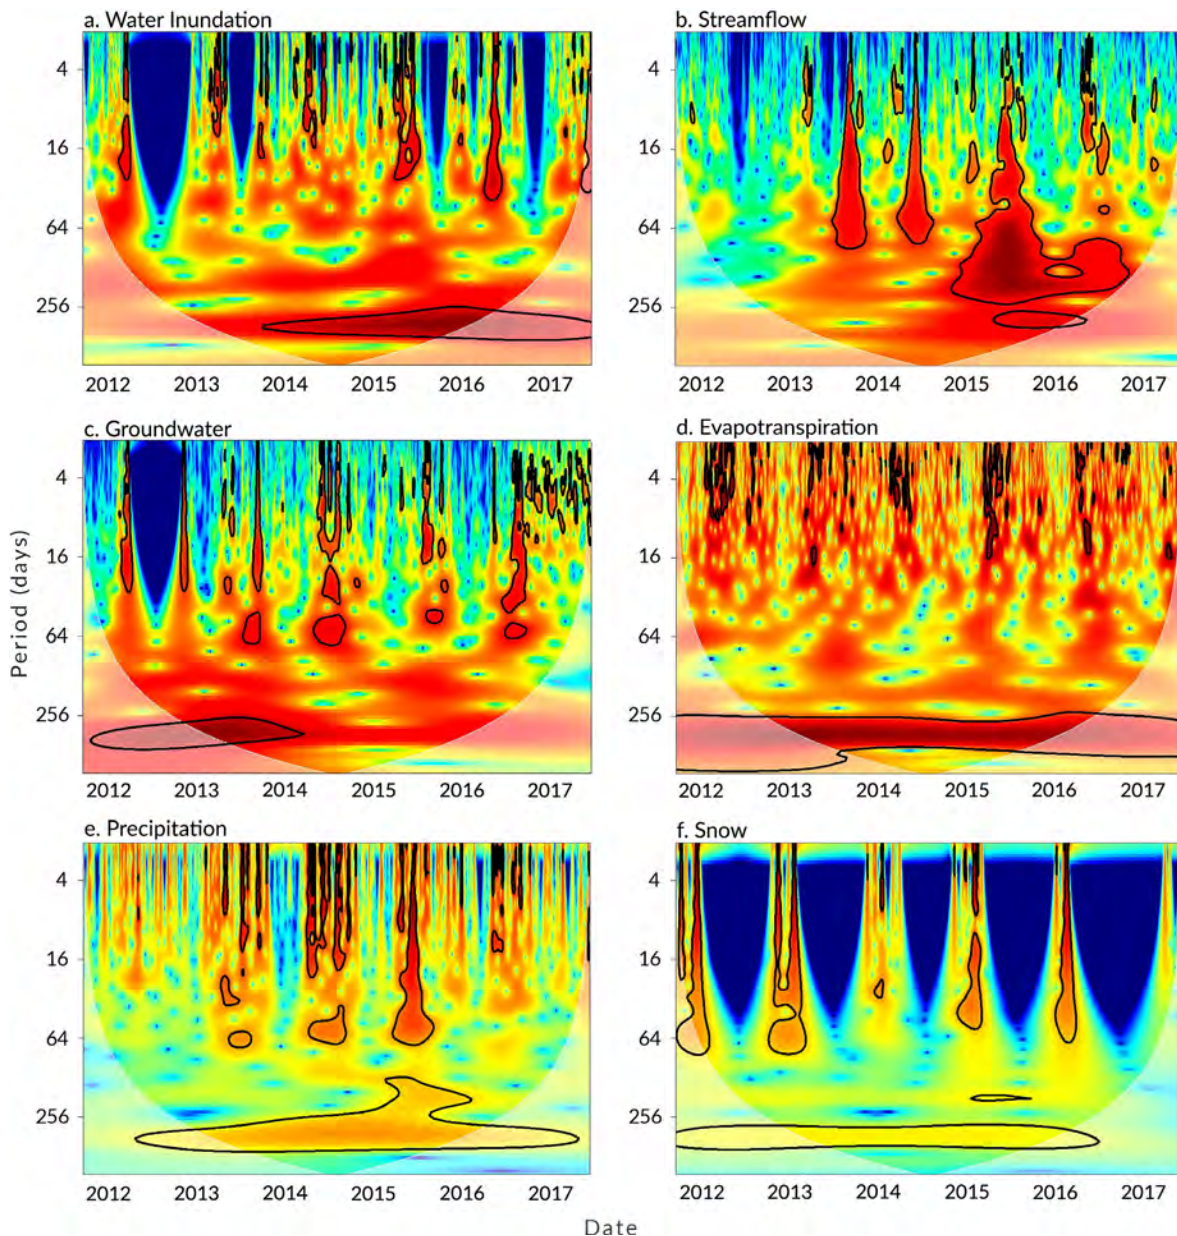 a. Water Inundation
b. Streamflow
4
16
64
256
4
16
64
256
2012 2013 2014 2015 2016 2017
2012 2013 2014 2015 2016 2017
c. Groundwater
d. Evapotranspiration
Period (days)
4
16
64
256
4
16
64
256
2012 2013 2014 2015 2016 2017
2012 2013 2014 2015 2016 2017
e. Precipitation
f. Snow
4
16
64
256
4
16
64
256
2012 2013 2014 2015 2016 2017
2012 2013 2014 2015 2016 2017
Date